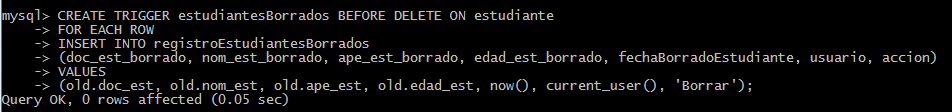 mysql> CREATE TRIGGER estudiantesBorrados BEFORE DELETE ON estudiante
-> FOR EACH ROW
-> INSERT INTO registroEstudiantesBorrados
-> (doc_est_borrado, nom_est_borrado, ape_est_borrado, edad_est_borrado, fechaBorradoEstudiante, usuario, accion)
-> VALUES
-> (old.doc_est, old.nom_est, old.ape_est, old.edad_est, now(), current_user(), 'Borrar');
Query OK, 0 rows affected (0.05 sec)